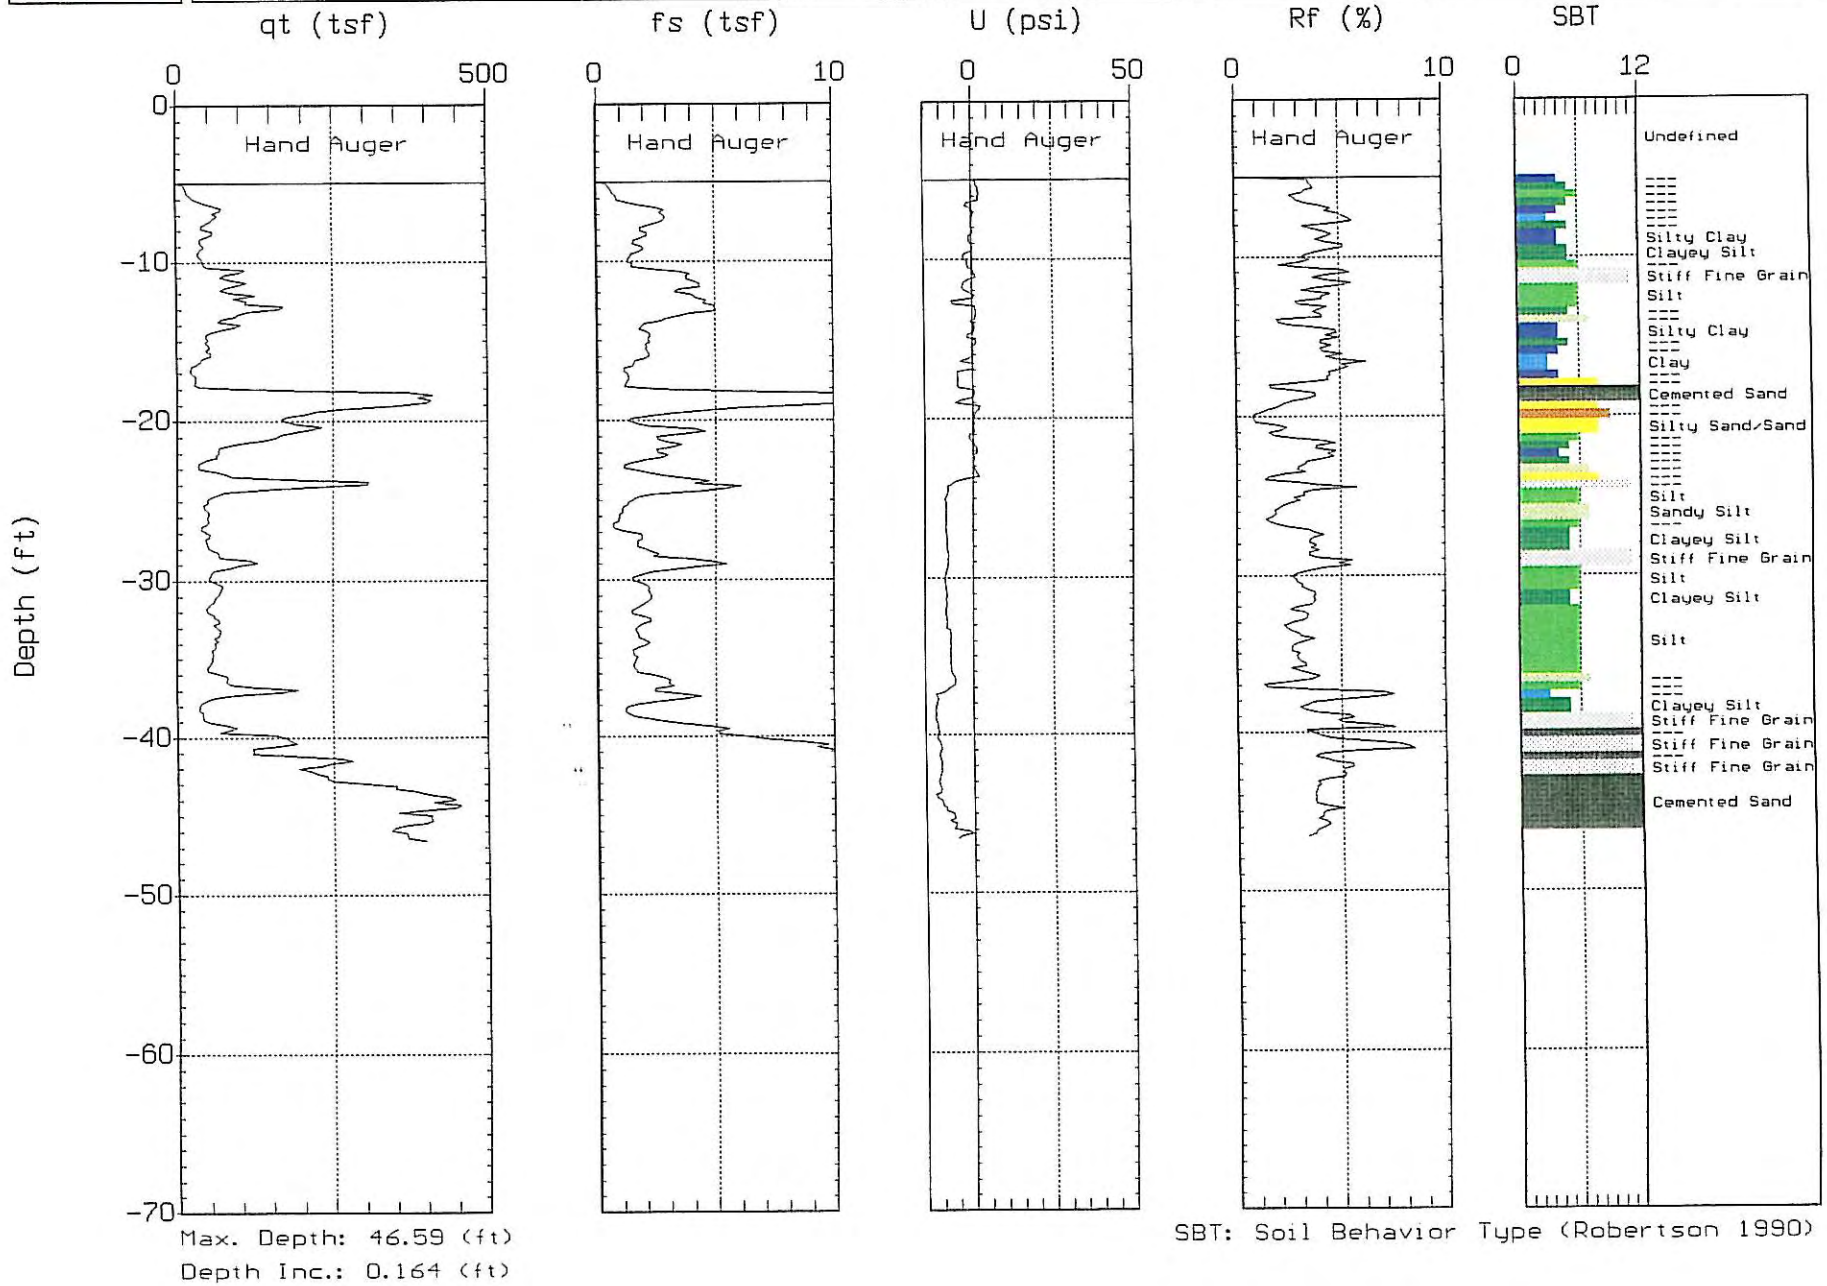 qt (tsf)
fs (tsf)
U (psi)
Rf (%)
SBT
0 500
0 10
0 50
0 10
0 12
Depth (ft)
0
-10
-20
-30
-40
-50
-60
-70
Hand Auger
Hand Auger
Hand Auger
Hand Auger
Undefined
---
---
---
---
---
---
Silty Clay
Clayey Silt
---
Stiff Fine Grain
Silt
---
---
Silty Clay
---
---
Clay
---
---
Cemented Sand
---
---
Silty Sand/Sand
---
---
---
---
---
---
---
Silt
Sandy Silt
---
Clayey Silt
Stiff Fine Grain
Silt
Clayey Silt
Silt
---
---
---
Clayey Silt
Stiff Fine Grain
---
Stiff Fine Grain
---
Stiff Fine Grain
Cemented Sand
Max. Depth: 46.59 (ft)
Depth Inc.: 0.164 (ft)
SBT: Soil Behavior Type (Robertson 1990)